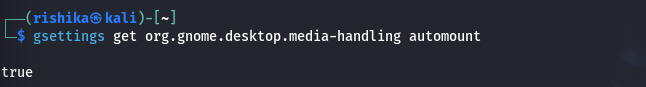 ┌──(rishika㉿kali)-[~]
└─$ gsettings get org.gnome.desktop.media-handling automount
true